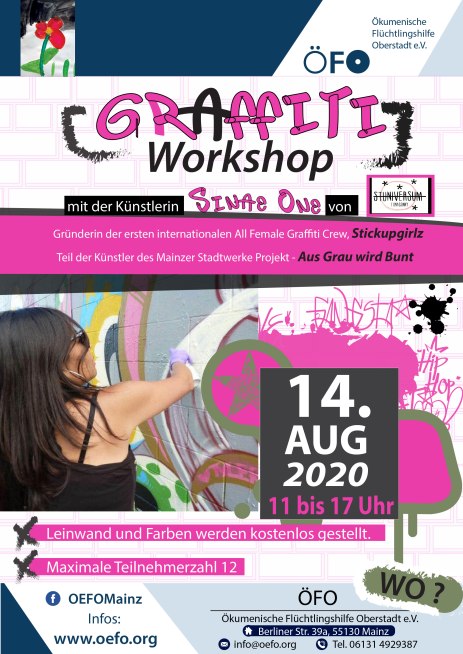 ÖFO
Ökumenische
Flüchtlingshilfe
Oberstadt e.V.
GRAFFITI
Workshop
mit der Künstlerin SINAE ONE von STUNIVERSUM
Gründerin der ersten internationalen All Female Graffiti Crew, Stickupgirlz
Teil der Künstler des Mainzer Stadtwerke Projekt - Aus Grau wird Bunt
GANGSTA
HIP
HOP
14.
AUG
2020
11 bis 17 Uhr
Leinwand und Farben werden kostenlos gestellt.
Maximale Teilnehmerzahl 12
WO ?
OEFOMainz
Infos:
www.oefo.org
ÖFO
Ökumenische Flüchtlingshilfe Oberstadt e.V.
Berliner Str. 39a, 55130 Mainz
info@oefo.org Tel. 06131 4929387